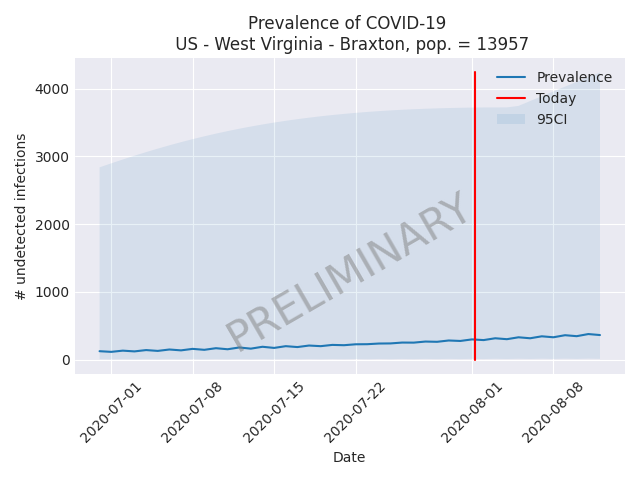 Prevalence of COVID-19
US - West Virginia - Braxton, pop. = 13957
Prevalence
Today
95CI
4000
3000
2000
1000
0
# undetected infections
PRELIMINARY
2020-07-01
2020-07-08
2020-07-15
2020-07-22
2020-08-01
2020-08-08
Date